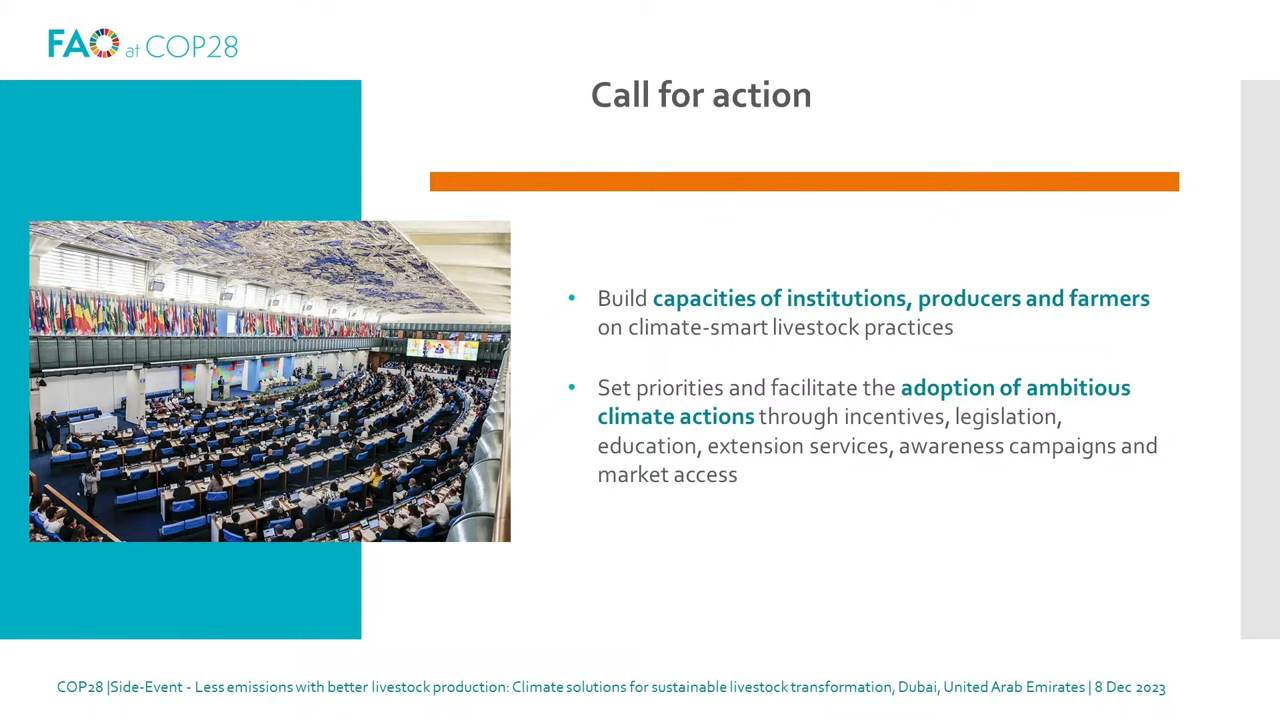 FAO at COP28
Call for action
• Build capacities of institutions, producers and farmers
on climate-smart livestock practices
• Set priorities and facilitate the adoption of ambitious
climate actions through incentives, legislation,
education, extension services, awareness campaigns and
market access
COP28 |Side-Event - Less emissions with better livestock production: Climate solutions for sustainable livestock transformation, Dubai, United Arab Emirates | 8 Dec 2023